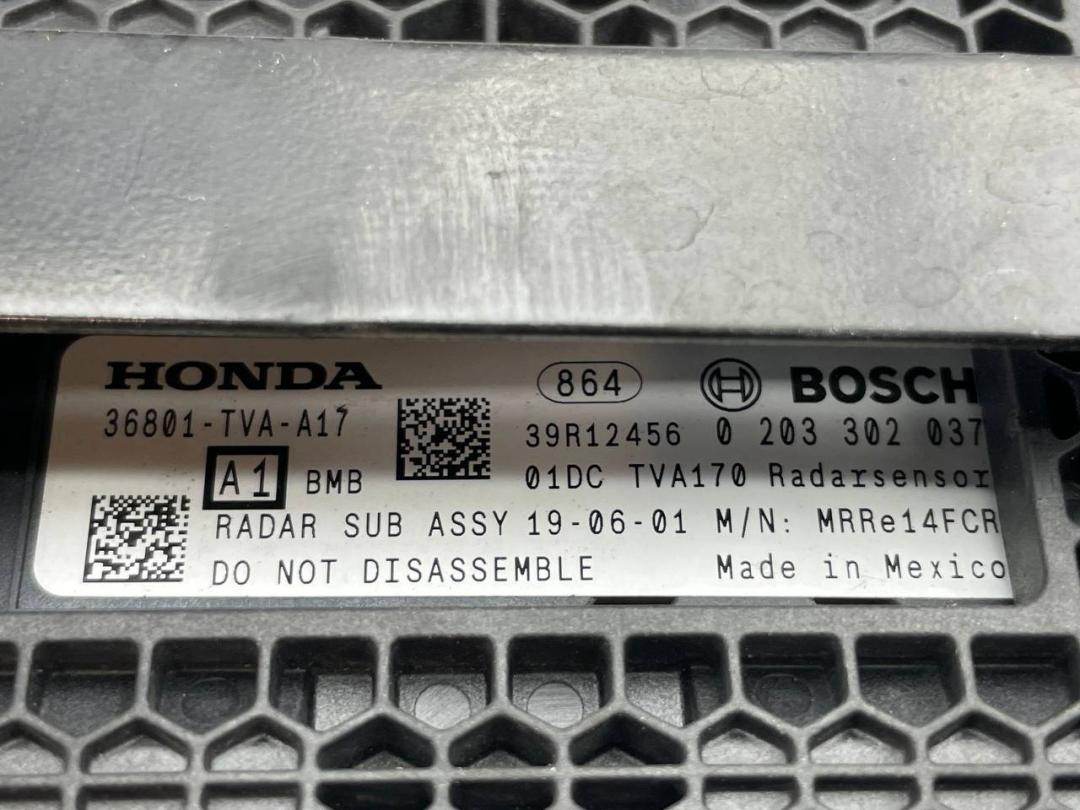 HONDA 864 BOSCH
36801-TVA-A17 39R12456 0 203 302 037
A1 BMB 01DC TVA170 Radarsensor
RADAR SUB ASSY 19-06-01 M/N: MRRe14FCR
DO NOT DISASSEMBLE Made in Mexico